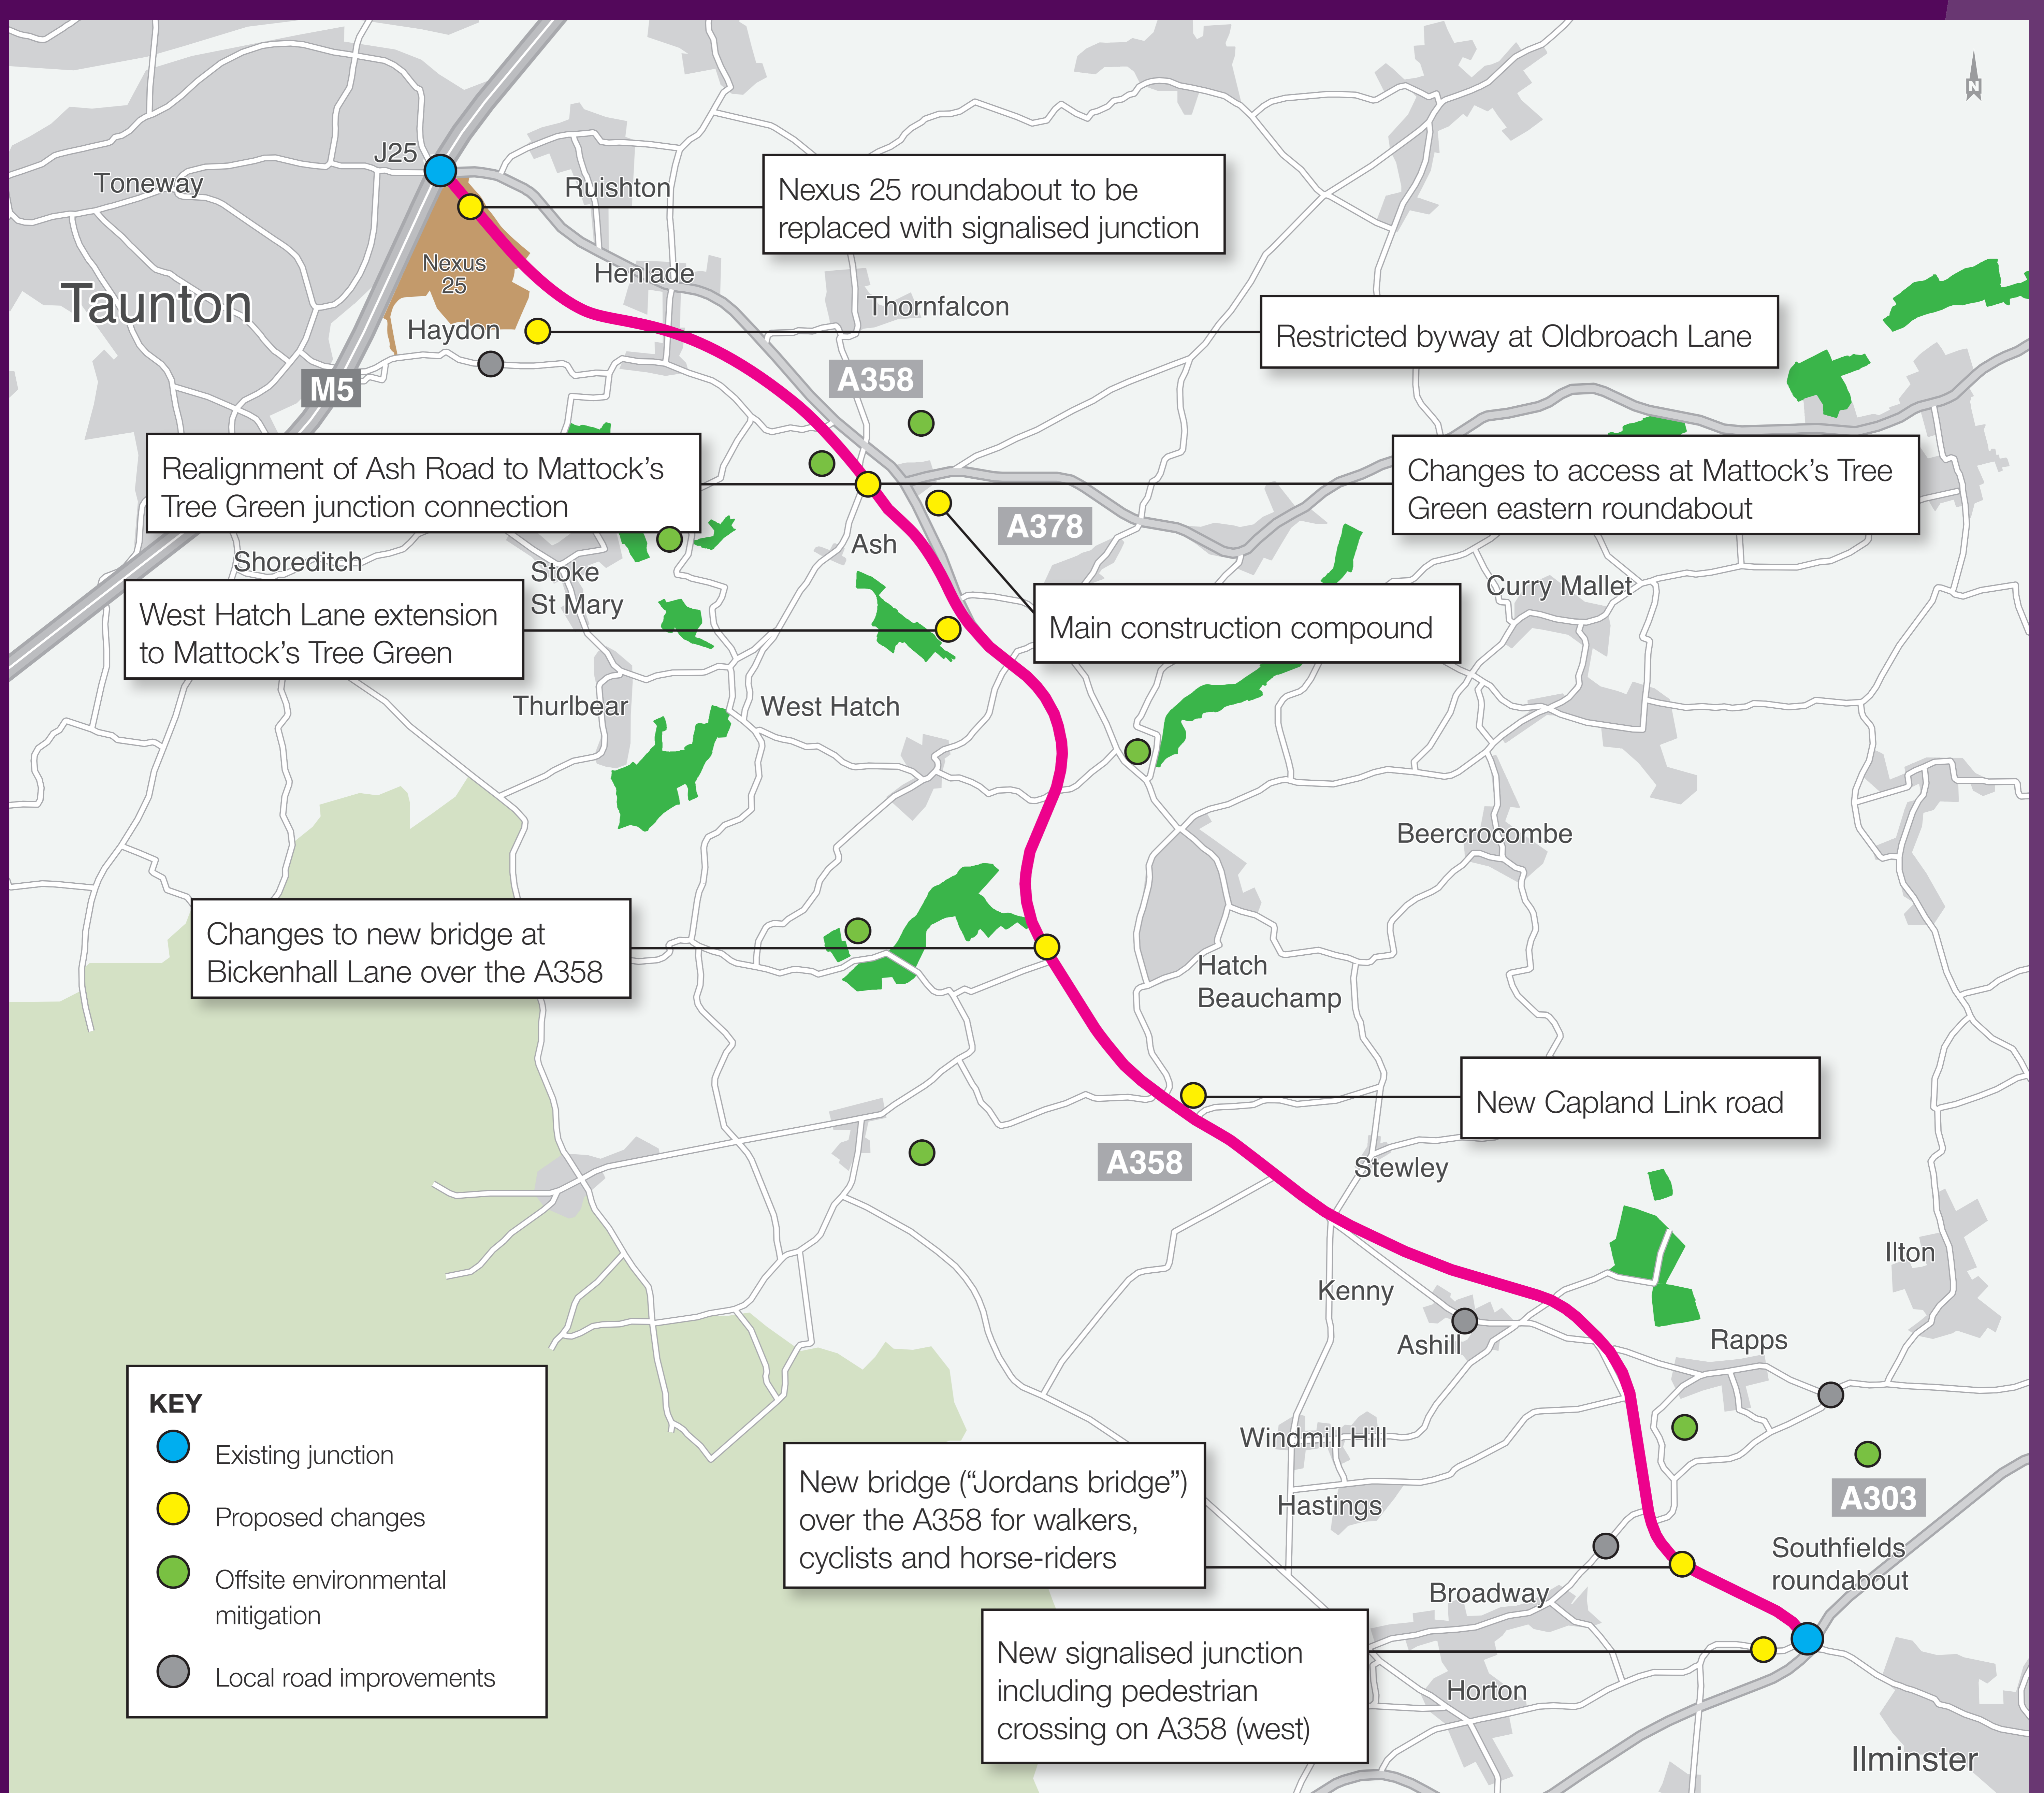 N
J25
Toneway
Ruishton
Nexus 25 roundabout to be
replaced with signalised junction
Nexus
25
Henlade
Taunton
Thornfalcon
Haydon
Restricted byway at Oldbroach Lane
M5
A358
Realignment of Ash Road to Mattock's
Tree Green junction connection
Changes to access at Mattock's Tree
Green eastern roundabout
A378
Ash
Shoreditch
Stoke
St Mary
Curry Mallet
West Hatch Lane extension
to Mattock's Tree Green
Main construction compound
Thurlbear
West Hatch
Beercrocombe
Changes to new bridge at
Bickenhall Lane over the A358
Hatch
Beauchamp
New Capland Link road
A358
Stewley
Ilton
Kenny
Ashill
Rapps
KEY
Existing junction
Proposed changes
Offsite environmental
mitigation
Local road improvements
Windmill Hill
Hastings
New bridge (“Jordans bridge”)
over the A358 for walkers,
cyclists and horse-riders
A303
Southfields
roundabout
Broadway
New signalised junction
including pedestrian
crossing on A358 (west)
Horton
Ilminster